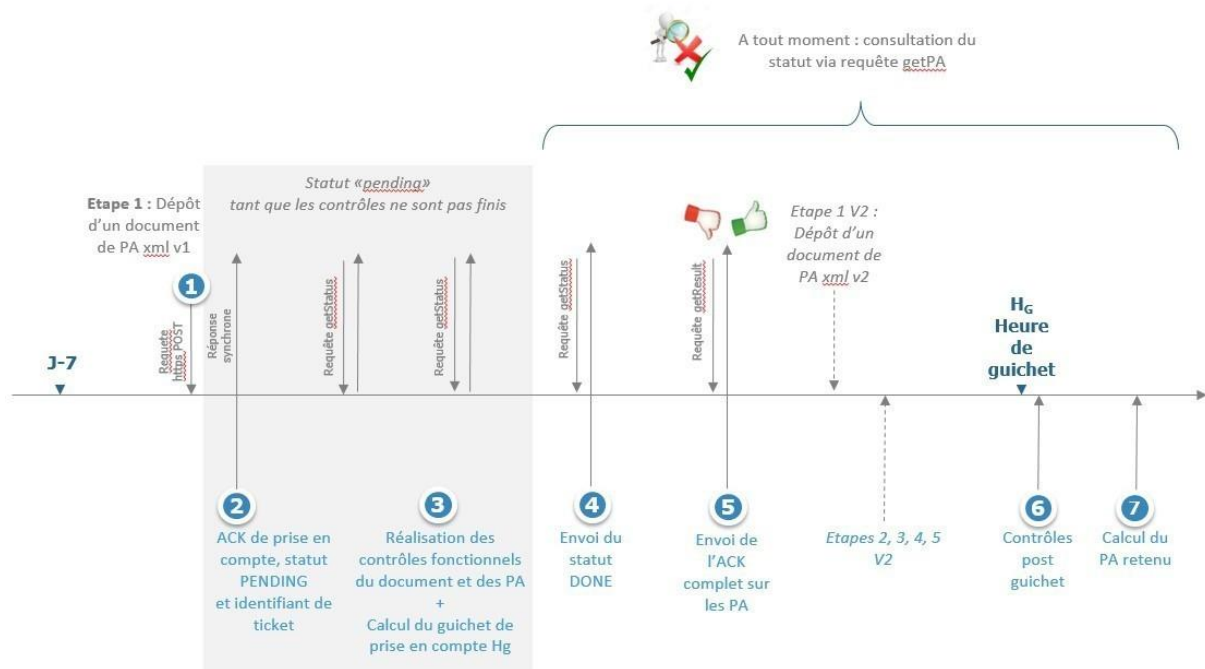 A tout moment : consultation du
statut via requête getPA
Statut «pending»
tant que les contrôles ne sont pas finis
Etape 1 : Dépôt
d'un document
de PA xml v1
Etape 1 V2 :
Dépôt d'un
document de
PA xml v2
1
Requete
https POST
Réponse
synchrone
Requête getStatus
Requête getStatus
Requête getStatus
Requête getResult
J-7
HG
Heure
de
guichet
2
ACK de prise en
compte, statut
PENDING
et identifiant de
ticket
3
Réalisation des
contrôles fonctionnels
du document et des PA
+
Calcul du guichet de
prise en compte Hg
4
Envoi du
statut
DONE
5
Envoi de
l'ACK
complet sur
les PA
Etapes 2, 3, 4, 5
V2
6
Contrôles
post
guichet
7
Calcul du
PA retenu